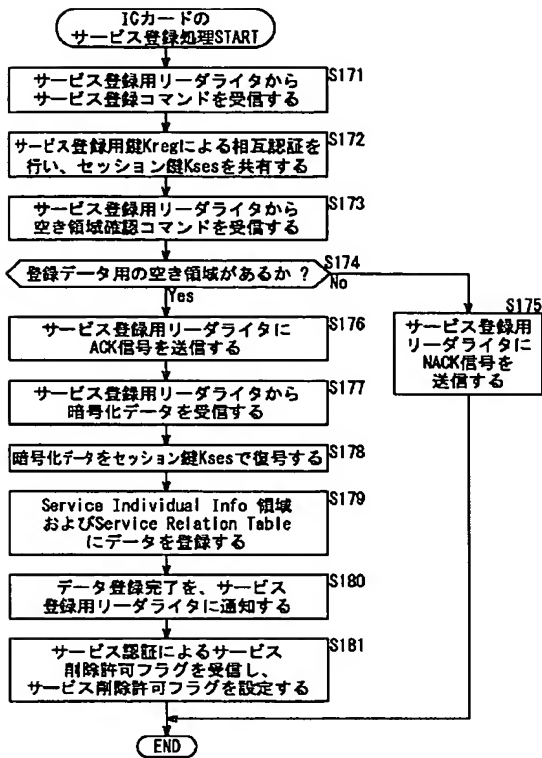 ICカードの
サービス登録処理START
サービス登録用リーダライタから
サービス登録コマンドを受信する
S171
サービス登録用鍵Kregによる相互認証を
行い、セッション鍵Ksesを共有する
S172
サービス登録用リーダライタから
空き領域確認コマンドを受信する
S173
登録データ用の空き領域があるか ?
S174
No
Yes
S175
サービス登録用
リーダライタに
NACK信号を
送信する
サービス登録用リーダライタに
ACK信号を送信する
S176
サービス登録用リーダライタから
暗号化データを受信する
S177
暗号化データをセッション鍵Ksesで復号する
S178
Service Individual Info 領域
およびService Relation Table
にデータを登録する
S179
データ登録完了を、サービス
登録用リーダライタに通知する
S180
サービス認証によるサービス
削除許可フラグを受信し、
サービス削除許可フラグを設定する
S181
END